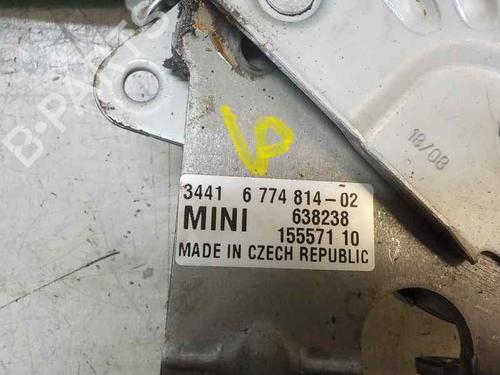 B-PARTS
18/08
3441 6 774 814-02
MINI 638238
155571 10
MADE IN CZECH REPUBLIC